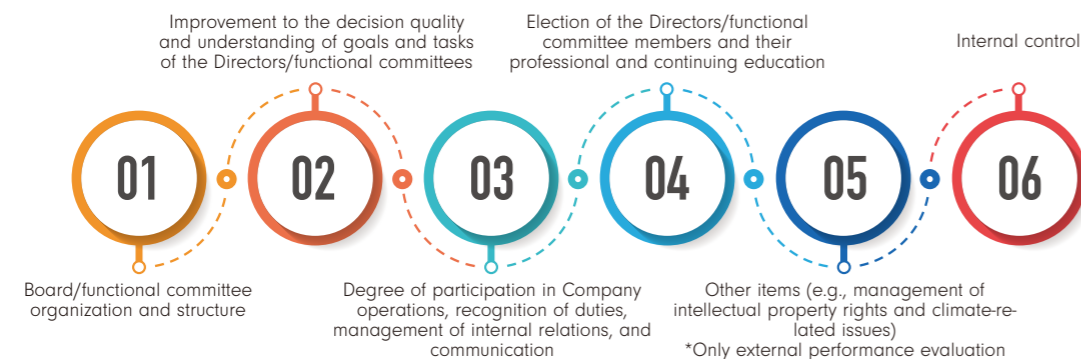 Improvement to the decision quality
and understanding of goals and tasks
of the Directors/functional committees
Election of the Directors/functional
committee members and their
professional and continuing education
Internal control
01
02
03
04
05
06
Board/functional committee
organization and structure
Degree of participation in Company
operations, recognition of duties,
management of internal relations, and
communication
Other items (e.g., management of
intellectual property rights and climate-re-
lated issues)
*Only external performance evaluation